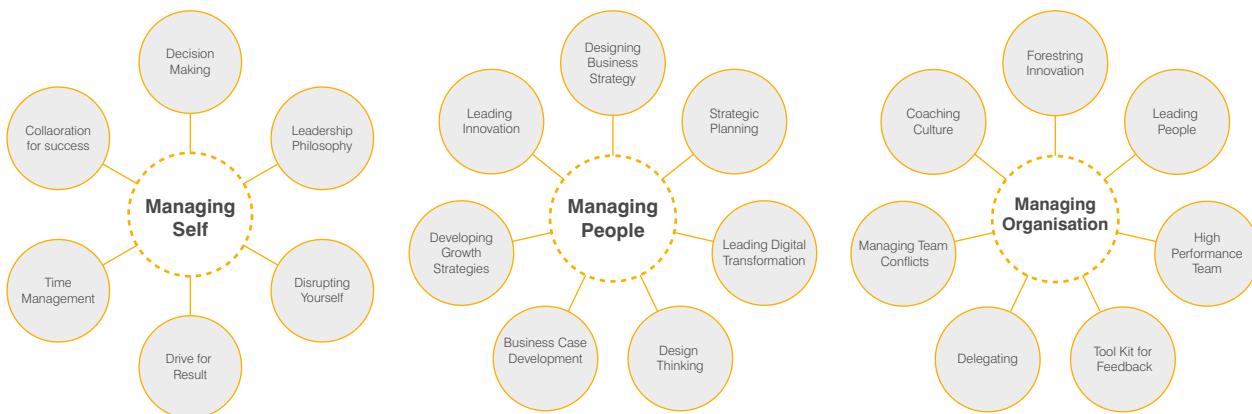 Managing
Self
Decision
Making
Leadership
Philosophy
Disrupting
Yourself
Drive for
Result
Time
Management
Collaoration
for success
Managing
People
Designing
Business
Strategy
Strategic
Planning
Leading Digital
Transformation
Design
Thinking
Business Case
Development
Developing
Growth
Strategies
Leading
Innovation
Managing
Organisation
Forestring
Innovation
Leading
People
High
Performance
Team
Tool Kit for
Feedback
Delegating
Managing Team
Conflicts
Coaching
Culture